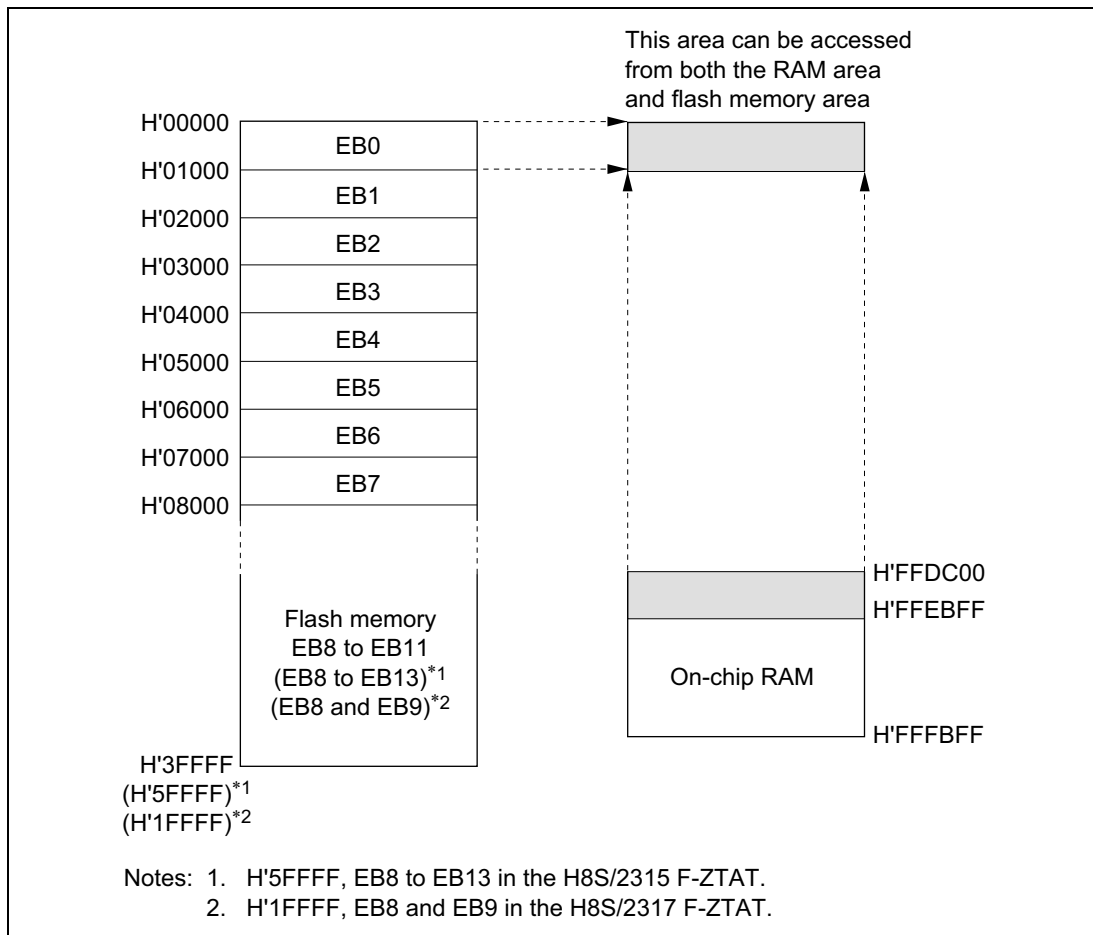 This area can be accessed
from both the RAM area
and flash memory area
H'00000
EB0
H'01000
EB1
H'02000
EB2
H'03000
EB3
H'04000
EB4
H'05000
EB5
H'06000
EB6
H'07000
EB7
H'08000
H'FFDC00
H'FFEBFF
Flash memory
EB8 to EB11
(EB8 to EB13)*1
(EB8 and EB9)*2
On-chip RAM
H'FFFBFF
H'3FFFF
(H'5FFFF)*1
(H'1FFFF)*2
Notes: 1. H'5FFFF, EB8 to EB13 in the H8S/2315 F-ZTAT.
2. H'1FFFF, EB8 and EB9 in the H8S/2317 F-ZTAT.